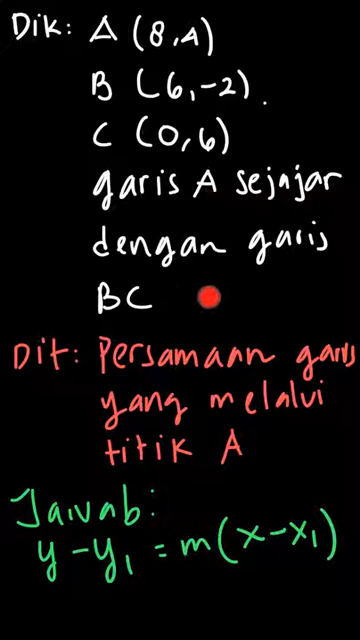 Dik: A (8,4)
B (6,-2).
C (0,6)
garis A sejajar
dengan garis
BC
Dit: Persamaan garis
yang melalui
titik A
Jawab:
y-y₁ = m(x-x₁)